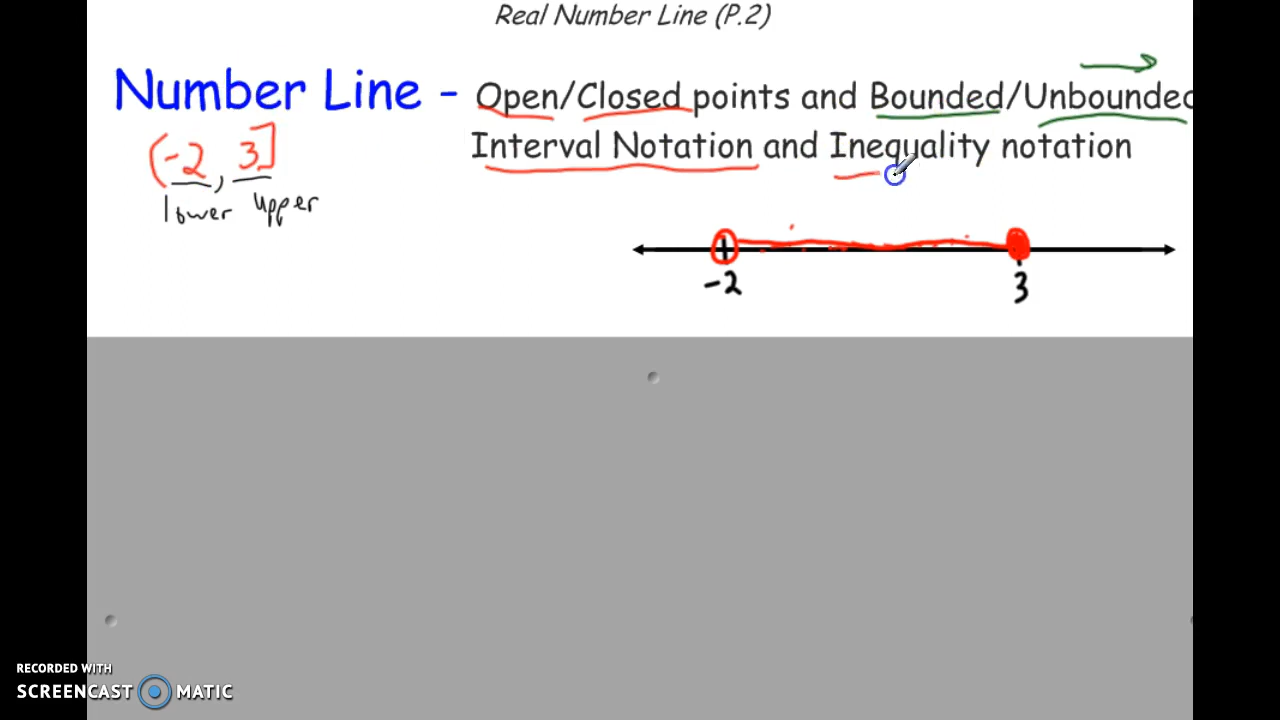 Real Number Line (P.2)
Number Line - Open/Closed points and Bounded/Unbounded
Interval Notation and Inequality notation
(-2, 3]
lower upper
-2 3
RECORDED WITH
SCREENCAST MATIC